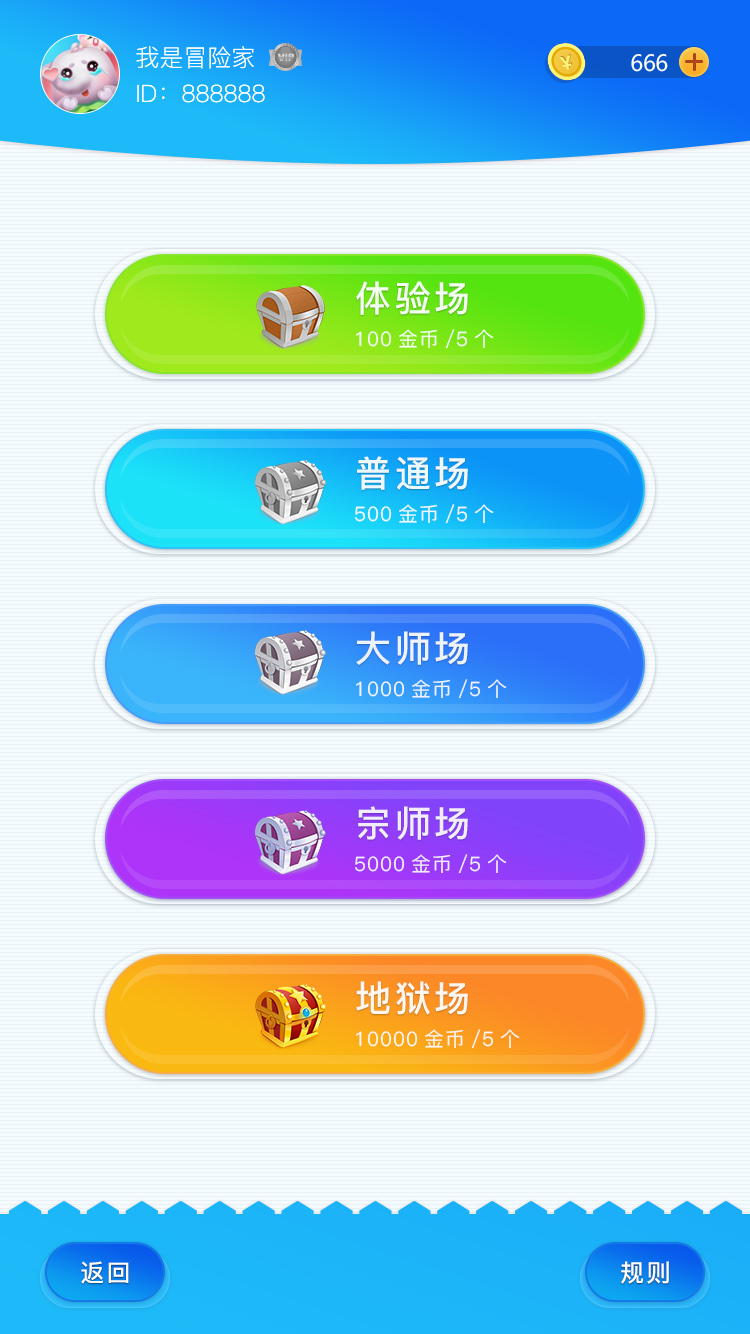 我是冒险家 VIP
ID：888888
¥ 666
体验场
100 金币 /5 个
普通场
500 金币 /5 个
大师场
1000 金币 /5 个
宗师场
5000 金币 /5 个
地狱场
10000 金币 /5 个
返回
规则